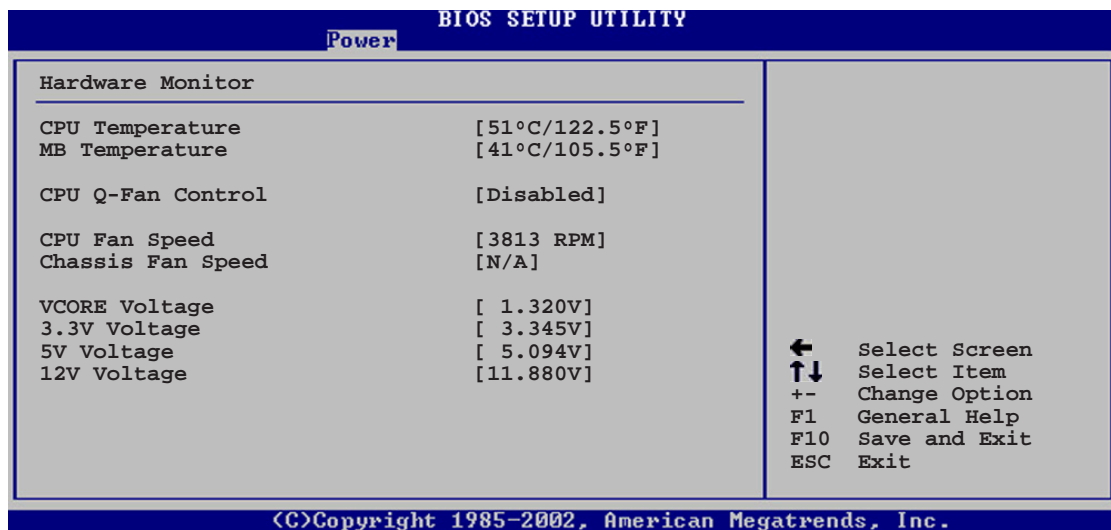 BIOS SETUP UTILITY
Power
Hardware Monitor
CPU Temperature [51ºC/122.5ºF]
MB Temperature [41ºC/105.5ºF]
CPU Q-Fan Control [Disabled]
CPU Fan Speed [3813 RPM]
Chassis Fan Speed [N/A]
VCORE Voltage [ 1.320V]
3.3V Voltage [ 3.345V]
5V Voltage [ 5.094V]
12V Voltage [11.880V]
← Select Screen
↑↓ Select Item
+- Change Option
F1 General Help
F10 Save and Exit
ESC Exit
(C)Copyright 1985-2002, American Megatrends, Inc.